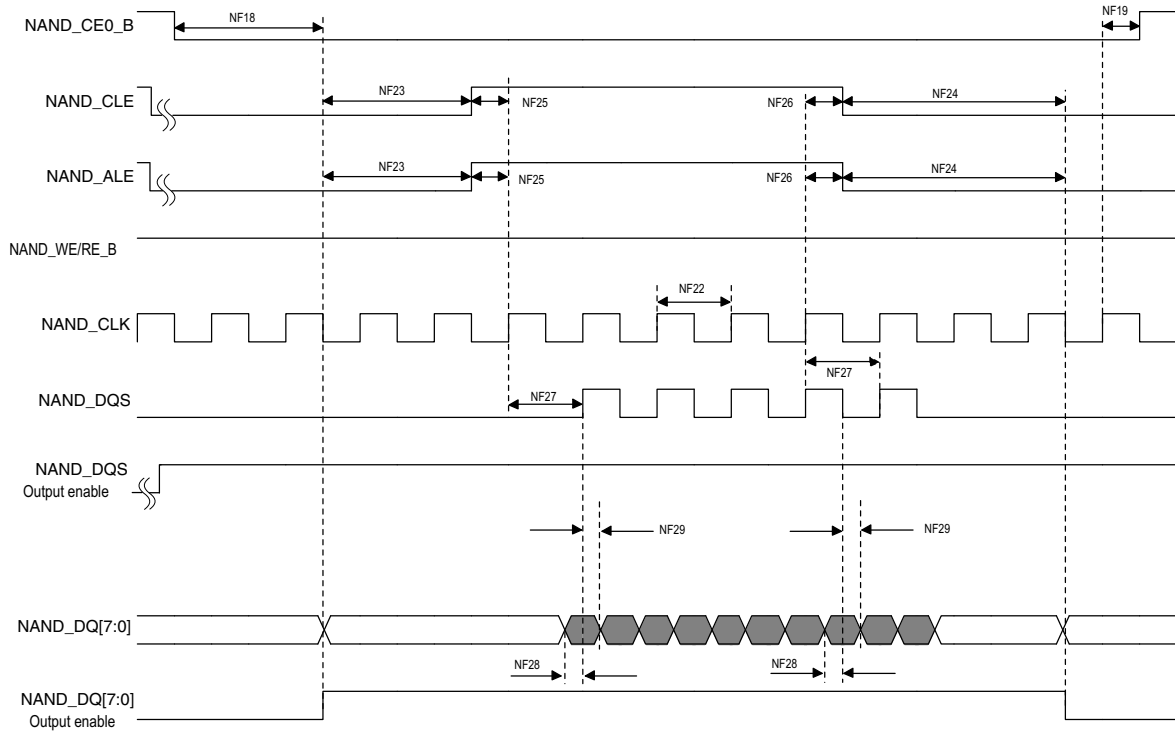 NF18
NF19
NAND_CE0_B
NF23
NF25
NF26
NF24
NAND_CLE
NF23
NF25
NF26
NF24
NAND_ALE
NAND_WE/RE_B
NF22
NAND_CLK
NF27
NF27
NAND_DQS
NAND_DQS
Output enable
NF29
NF29
NAND_DQ[7:0]
NF28
NF28
NAND_DQ[7:0]
Output enable